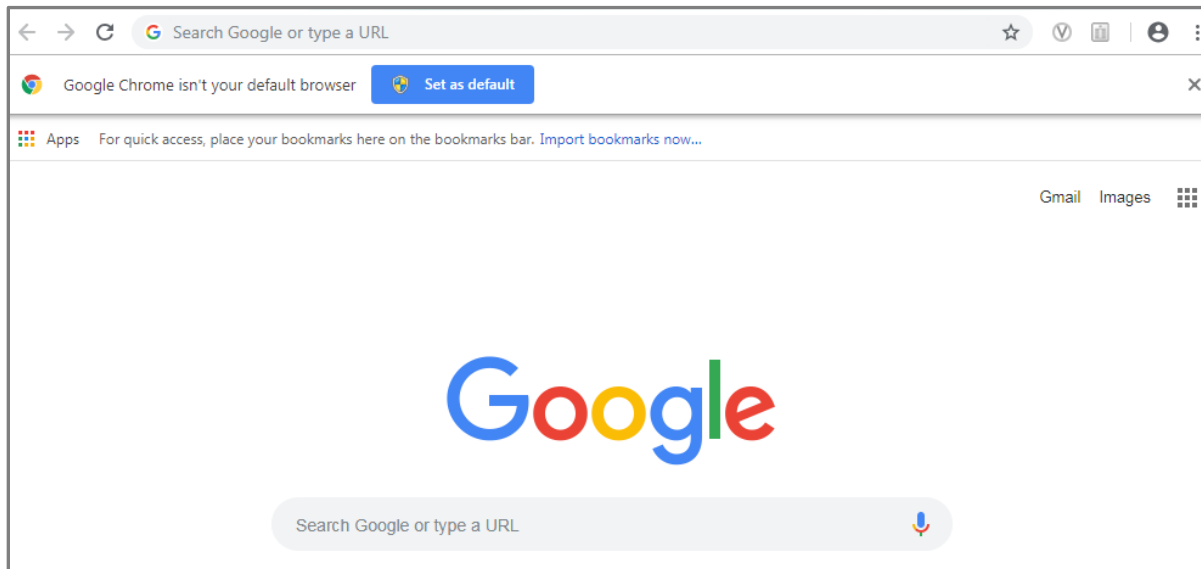 Search Google or type a URL
Google Chrome isn't your default browser Set as default
Apps For quick access, place your bookmarks here on the bookmarks bar. Import bookmarks now...
Gmail Images
Google
Search Google or type a URL